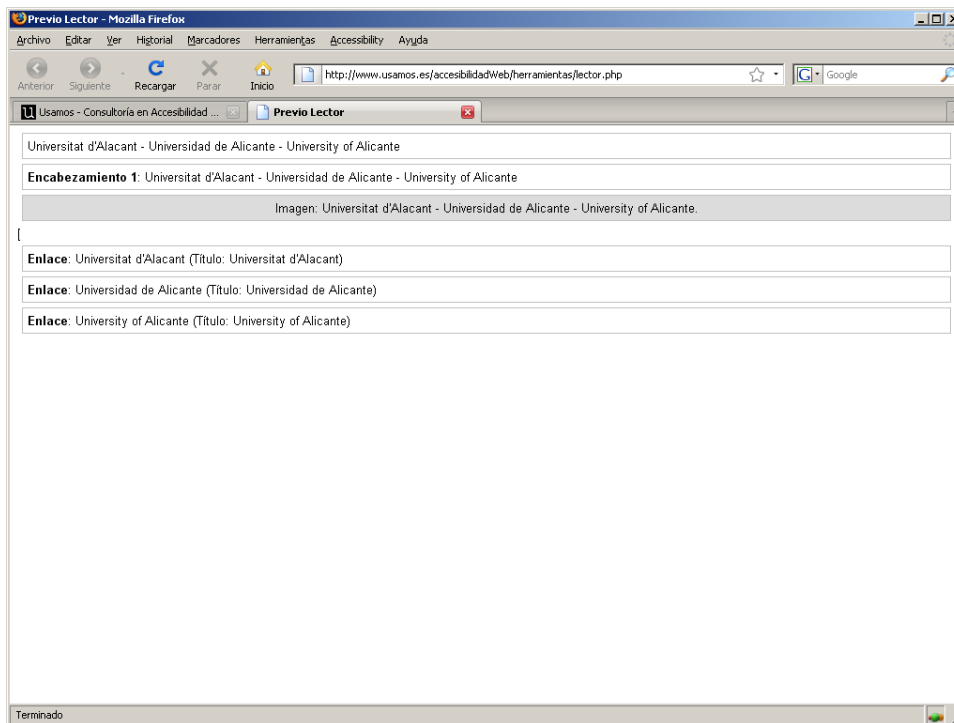 Previo Lector - Mozilla Firefox
Archivo Editar Ver Historial Marcadores Herramientas Accessibility Ayuda
http://www.usamos.es/accesibilidadWeb/herramientas/lector.php G Google
Anterior Siguiente Recargar Parar Inicio
Usamos - Consultoría en Accesibilidad ... Previo Lector
Universitat d'Alacant - Universidad de Alicante - University of Alicante
Encabezamiento 1: Universitat d'Alacant - Universidad de Alicante - University of Alicante
Imagen: Universitat d'Alacant - Universidad de Alicante - University of Alicante.
[
Enlace: Universitat d'Alacant (Título: Universitat d'Alacant)
Enlace: Universidad de Alicante (Título: Universidad de Alicante)
Enlace: University of Alicante (Título: University of Alicante)
Terminado